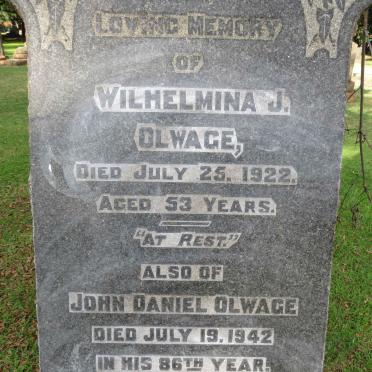 LOVING MEMORY
OF
WILHELMINA J.
OLWAGE,
DIED JULY 25. 1922.
AGED 53 YEARS.
"AT REST."
ALSO OF
JOHN DANIEL OLWAGE
DIED JULY 19, 1942
IN HIS 86TH YEAR.